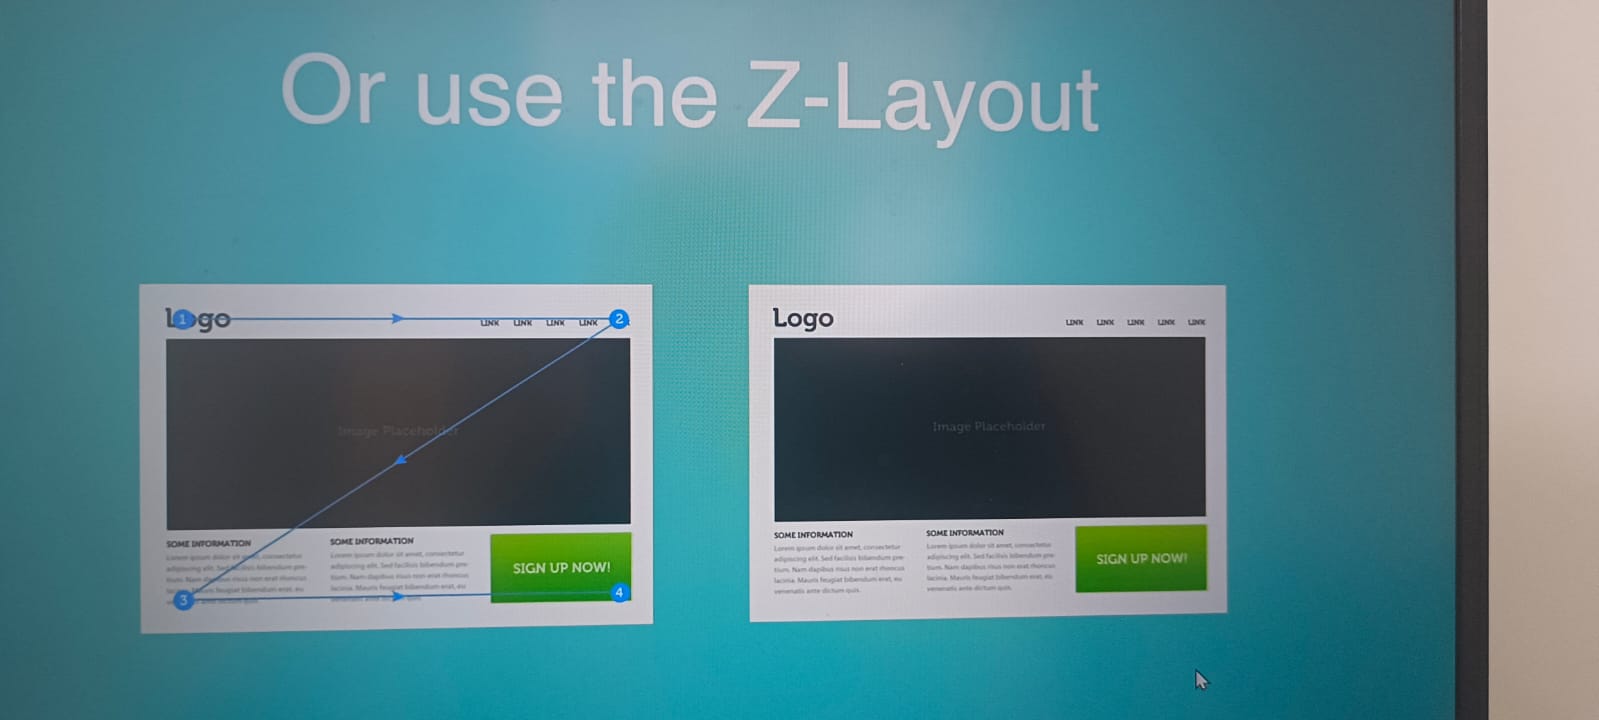 Or use the Z-Layout
Logo
1
LINK LINK LINK LINK
2
Image Placeholder
SOME INFORMATION
Lorem ipsum dolor sit amet, consectetur
adipiscing elit. Sed facilisis bibendum pre-
tium. Nam dapibus risus non erat rhoncus
lacinia. Mauris feugiat bibendum erat, eu
ante dictum quis.
SOME INFORMATION
Lorem ipsum dolor sit amet, consectetur
adipiscing elit. Sed facilisis bibendum pre-
tium. Nam dapibus risus non erat rhoncus
lacinia. Mauris feugiat bibendum erat, eu
venenatis ante dictum quis.
SIGN UP NOW!
3
4
Logo
LINK LINK LINK LINK LINK
Image Placeholder
SOME INFORMATION
Lorem ipsum dolor sit amet, consectetur
adipiscing elit. Sed facilisis bibendum pre-
tium. Nam dapibus risus non erat rhoncus
lacinia. Mauris feugiat bibendum erat, eu
venenatis ante dictum quis.
SOME INFORMATION
Lorem ipsum dolor sit amet, consectetur
adipiscing elit. Sed facilisis bibendum pre-
tium. Nam dapibus risus non erat rhoncus
lacinia. Mauris feugiat bibendum erat, eu
venenatis ante dictum quis.
SIGN UP NOW!